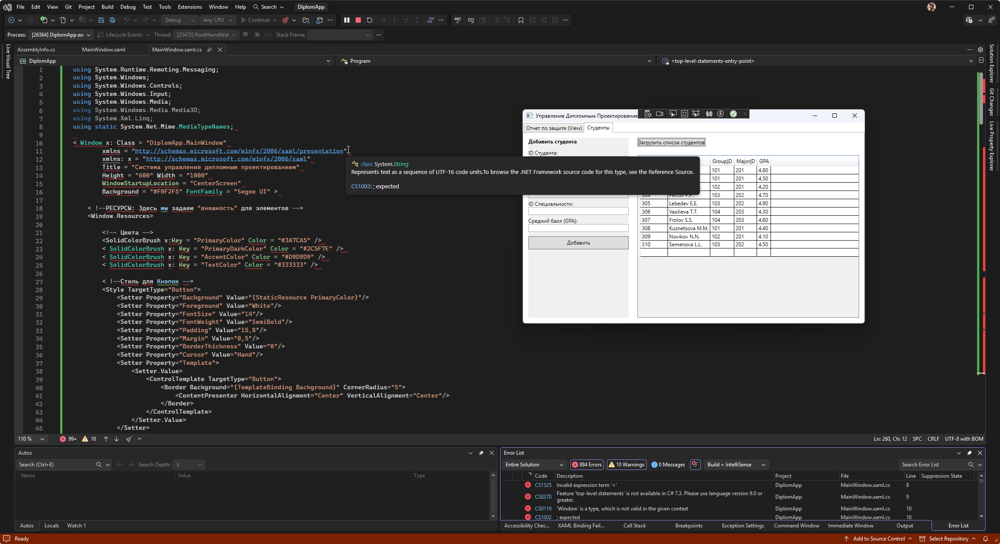 File Edit View Git Project Build Debug Test Tools Extensions Window Help Search DiplomApp
Debug Any CPU Continue
Process: [26364] DiplomApp.exe Lifecycle Events Thread: [25472] RootHwndWat Stack Frame:
Live Visual Tree
AssemblyInfo.cs MainWindow.xaml MainWindow.xaml.cs
DiplomApp Program <top-level-statements-entry-point>
1 using System.Runtime.Remoting.Messaging;
2 using System.Windows;
3 using System.Windows.Controls;
4 using System.Windows.Input;
5 using System.Windows.Media;
6 using System.Windows.Media.Media3D;
7 using System.Xml.Linq;
8 using static System.Net.Mime.MediaTypeNames;
9
10 < Window x: Class = "DiplomApp.MainWindow"
11 xmlns = "http://schemas.microsoft.com/winfx/2006/xaml/presentation"
12 xmlns: x = "http://schemas.microsoft.com/winfx/2006/xaml"
13 Title = "Система управления дипломным проектированием"
14 Height = "600" Width = "1000"
15 WindowStartupLocation = "CenterScreen"
16 Background = "#F0F2F5" FontFamily = "Segoe UI" >
17
18 < !--РЕСУРСЫ: Здесь мы задаем "внешность" для элементов -->
19 <Window.Resources>
20
21 <!-- Цвета -->
22 <SolidColorBrush x:Key = "PrimaryColor" Color = "#3A7CA5" />
23 < SolidColorBrush x: Key = "PrimaryDarkColor" Color = "#2C5F7E" />
24 < SolidColorBrush x: Key = "AccentColor" Color = "#D9D9D9" />
25 < SolidColorBrush x: Key = "TextColor" Color = "#333333" />
26
27 < !--Стиль для Кнопок -->
28 <Style TargetType="Button">
29 <Setter Property="Background" Value="{StaticResource PrimaryColor}"/>
30 <Setter Property="Foreground" Value="White"/>
31 <Setter Property="FontSize" Value="14"/>
32 <Setter Property="FontWeight" Value="SemiBold"/>
33 <Setter Property="Padding" Value="15,8"/>
34 <Setter Property="Margin" Value="0,5"/>
35 <Setter Property="BorderThickness" Value="0"/>
36 <Setter Property="Cursor" Value="Hand"/>
37 <Setter Property="Template">
38 <Setter.Value>
39 <ControlTemplate TargetType="Button">
40 <Border Background="{TemplateBinding Background}" CornerRadius="5">
41 <ContentPresenter HorizontalAlignment="Center" VerticalAlignment="Center"/>
42 </Border>
43 </ControlTemplate>
44 </Setter.Value>
45 </Setter>
class System.String
Represents text as a sequence of UTF-16 code units.To browse the .NET Framework source code for this type, see the Reference Source.
CS1002: ; expected
Управление Дипломным Проектирование
Отчет по защите (View) Студенты
Добавить студента
Загрузить список студентов
ID Студента:
ID Специальности:
Средний балл (GPA):
Добавить
GroupID MajorID GPA
101 201 4.80
101 201 4.50
102 201 4.20
304 Petrov P.P. 103 202 4.70
305 Lebedev E.E. 103 202 4.90
306 Vasilieva T.T. 104 203 4.30
307 Frolov S.S. 104 203 4.60
308 Kuznetsova M.M. 101 201 4.40
309 Novikov N.N. 102 201 4.10
310 Semenova L.L. 103 202 4.50
Solution Explorer
Git Changes
Live Property Explorer
110 % 99+ 10 Ln: 260, Ch: 12 SPC CRLF UTF-8 with BOM
Autos
Search (Ctrl+E) Search Depth: 3
Name Value Type
Autos Locals Watch 1
Error List
Entire Solution 884 Errors 10 Warnings 0 Messages Build + IntelliSense Search Error List
Code Description Project File Line Suppression State
CS1525 Invalid expression term '<' DiplomApp MainWindow.xaml.cs 8
CS8370 Feature 'top-level statements' is not available in C# 7.3. Please use language version 9.0 or greater. DiplomApp MainWindow.xaml.cs 9
CS0119 'Window' is a type, which is not valid in the given context DiplomApp MainWindow.xaml.cs 10
CS1002 ; expected DiplomApp MainWindow.xaml.cs 10
Accessibility Chec... XAML Binding Fail... Call Stack Breakpoints Exception Settings Command Window Immediate Window Output Error List
Ready Add to Source Control Select Repository